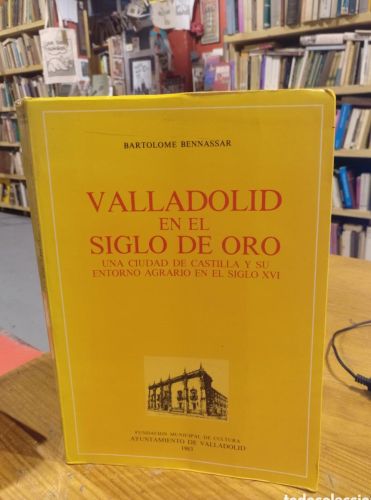 BARTOLOME BENNASSAR
VALLADOLID
EN EL
SIGLO DE ORO
UNA CIUDAD DE CASTILLA Y SU
ENTORNO AGRARIO EN EL SIGLO XVI
FUNDACION MUNICIPAL DE CULTURA
AYUNTAMIENTO DE VALLADOLID
1983
todocoleccion